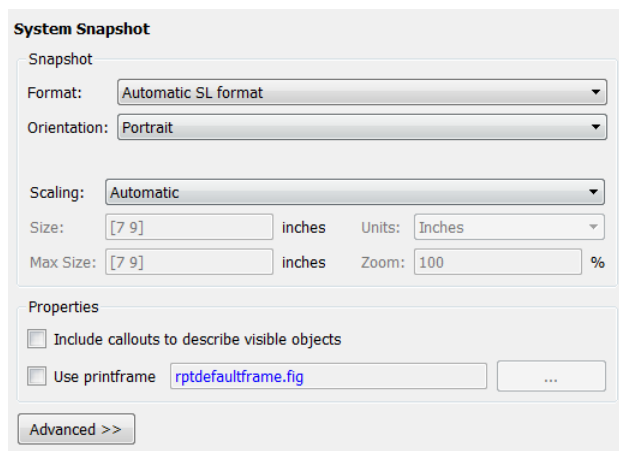 System Snapshot
Snapshot
Format: Automatic SL format
Orientation: Portrait
Scaling: Automatic
Size: [7 9] inches Units: Inches
Max Size: [7 9] inches Zoom: 100 %
Properties
Include callouts to describe visible objects
Use printframe rptdefaultframe.fig ...
Advanced >>